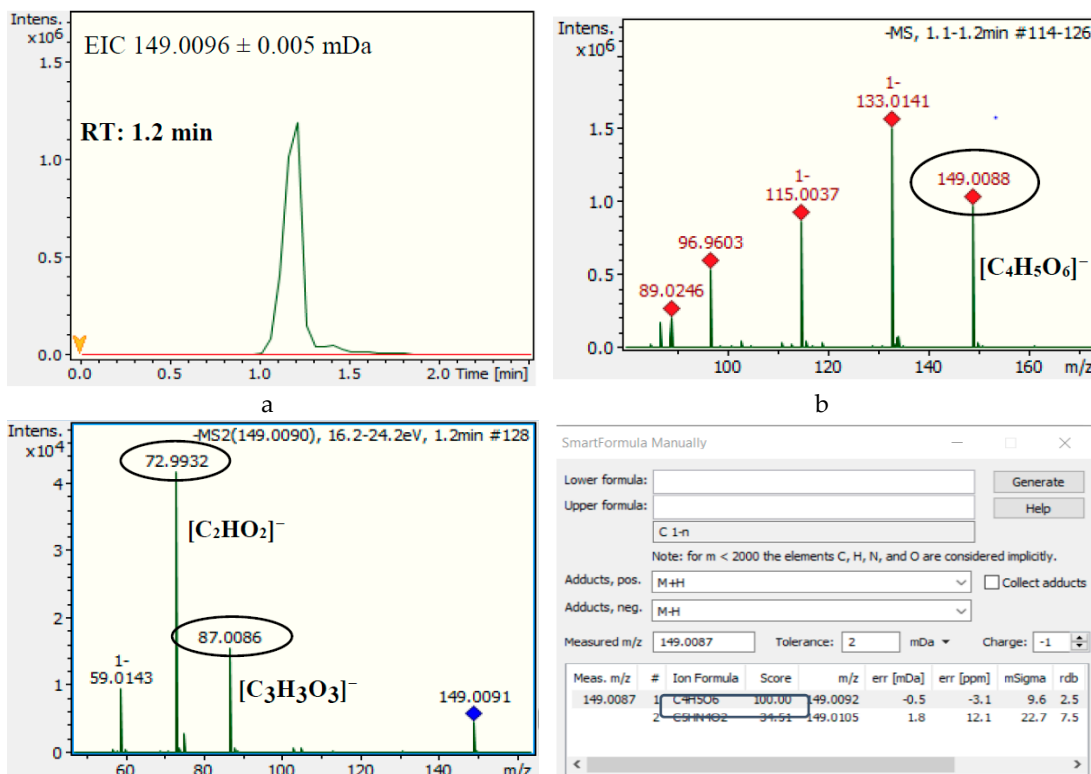 Intens.
x10⁶
EIC 149.0096 ± 0.005 mDa
RT: 1.2 min
1.5
1.0
0.5
0.0
0.0 0.5 1.0 1.5 2.0 Time [min]
a
Intens.
x10⁶
-MS, 1.1-1.2min #114-126
1-
133.0141
1-
115.0037
149.0088
96.9603
89.0246
[C₄H₅O₆]⁻
1.5
1.0
0.5
0.0
100 120 140 160 m/z
b
Intens.
x10⁴
-MS2(149.0090), 16.2-24.2eV, 1.2min #128
72.9932
[C₂HO₂]⁻
87.0086
[C₃H₃O₃]⁻
1-
59.0143
149.0091
4
3
2
1
0
60 80 100 120 140 m/z
SmartFormula Manually
Lower formula:
Generate
Upper formula:
Help
C 1-n
Note: for m < 2000 the elements C, H, N, and O are considered implicitly.
Adducts, pos. M+H
Collect adducts
Adducts, neg. M-H
Measured m/z 149.0087 Tolerance: 2 mDa Charge: -1
Meas. m/z # Ion Formula Score m/z err [mDa] err [ppm] mSigma rdb
149.0087 1 C4H5O6 100.00 149.0092 -0.5 -3.1 9.6 2.5
2 C5HN4O2 34.51 149.0105 1.8 12.1 22.7 7.5